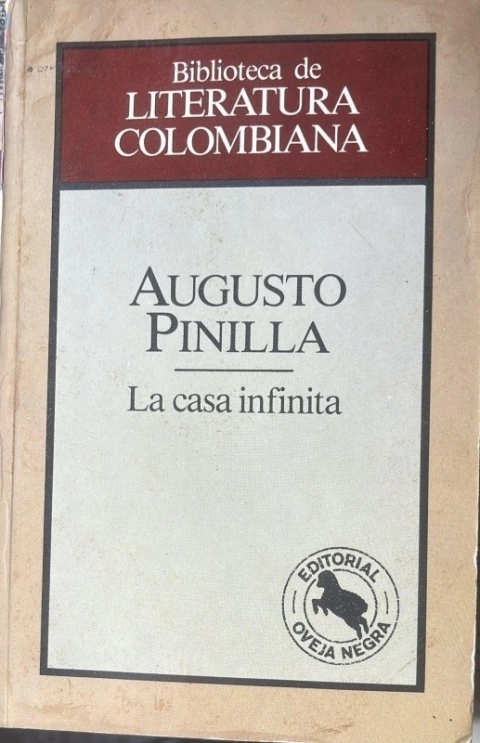 Biblioteca de
LITERATURA
COLOMBIANA
AUGUSTO
PINILLA
La casa infinita
EDITORIAL
OVEJA NEGRA